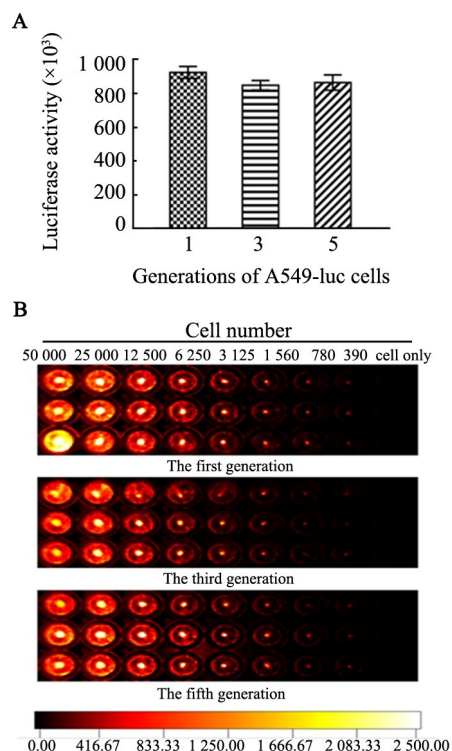 A
Luciferase activity (×10³)
1 000
800
600
400
200
0
1 3 5
Generations of A549-luc cells
B
Cell number
50 000 25 000 12 500 6 250 3 125 1 560 780 390 cell only
The first generation
The third generation
The fifth generation
0.00 416.67 833.33 1 250.00 1 666.67 2 083.33 2 500.00